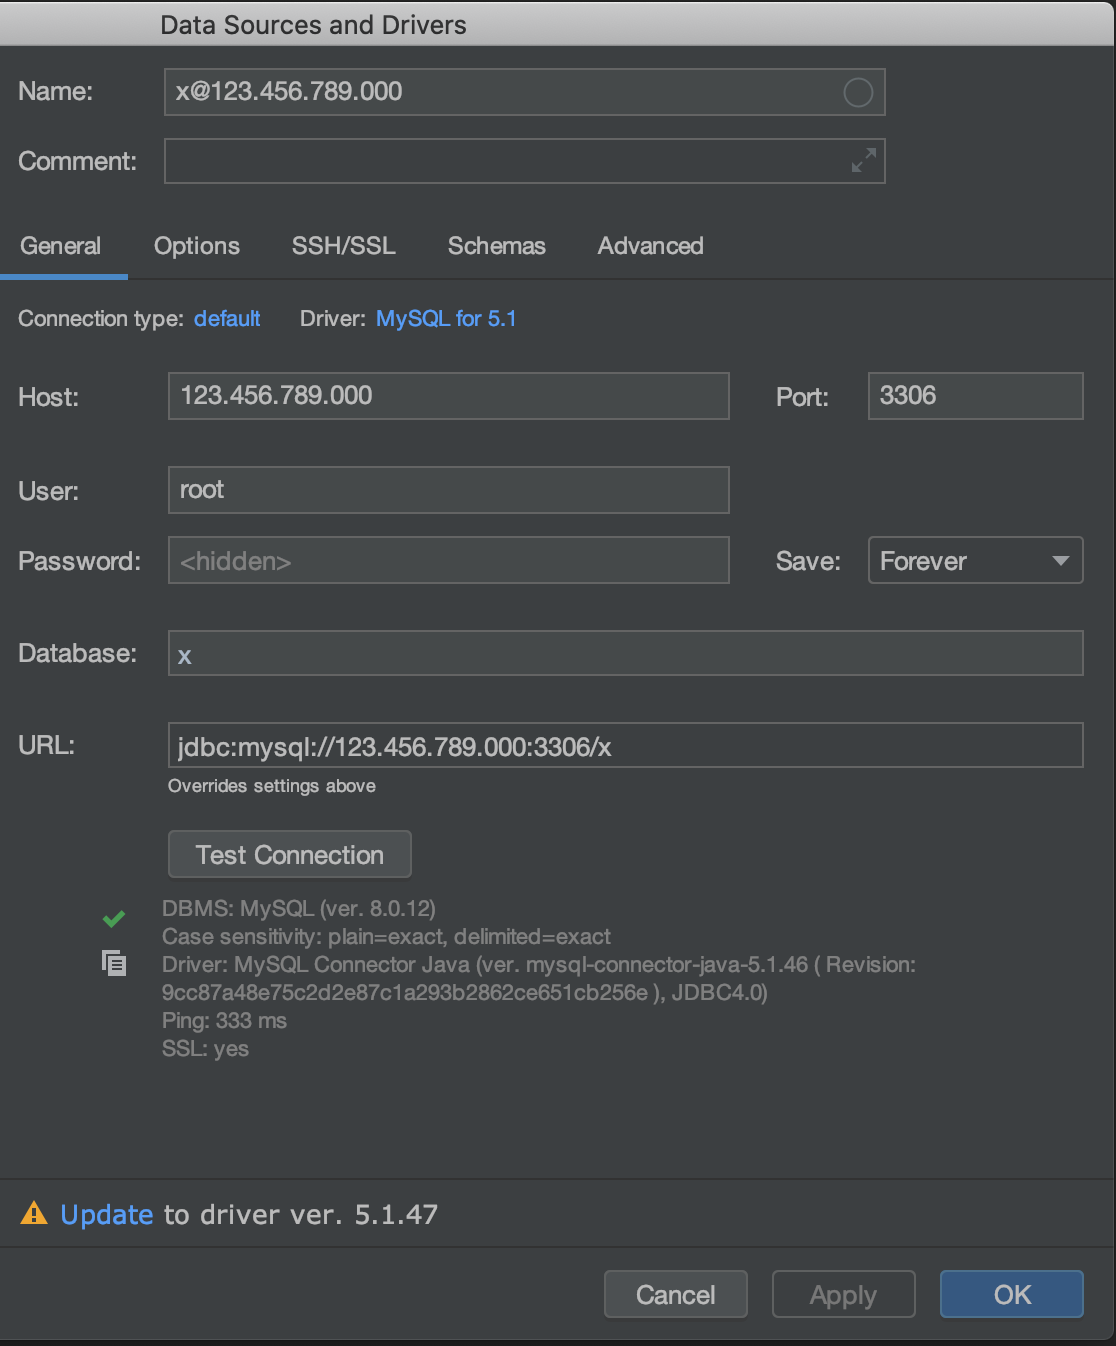 Data Sources and Drivers
Name: x@123.456.789.000
Comment:
General Options SSH/SSL Schemas Advanced
Connection type: default Driver: MySQL for 5.1
Host: 123.456.789.000 Port: 3306
User: root
Password: <hidden> Save: Forever
Database: x
URL: jdbc:mysql://123.456.789.000:3306/x
Overrides settings above
Test Connection
DBMS: MySQL (ver. 8.0.12)
Case sensitivity: plain=exact, delimited=exact
Driver: MySQL Connector Java (ver. mysql-connector-java-5.1.46 ( Revision:
9cc87a48e75c2d2e87c1a293b2862ce651cb256e ), JDBC4.0)
Ping: 333 ms
SSL: yes
Update to driver ver. 5.1.47
Cancel Apply OK